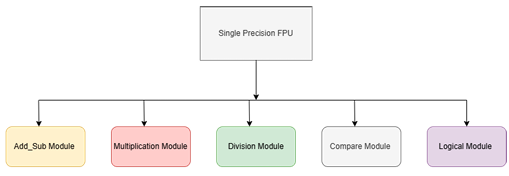 Single Precision FPU
Add_Sub Module
Multiplication Module
Division Module
Compare Module
Logical Module